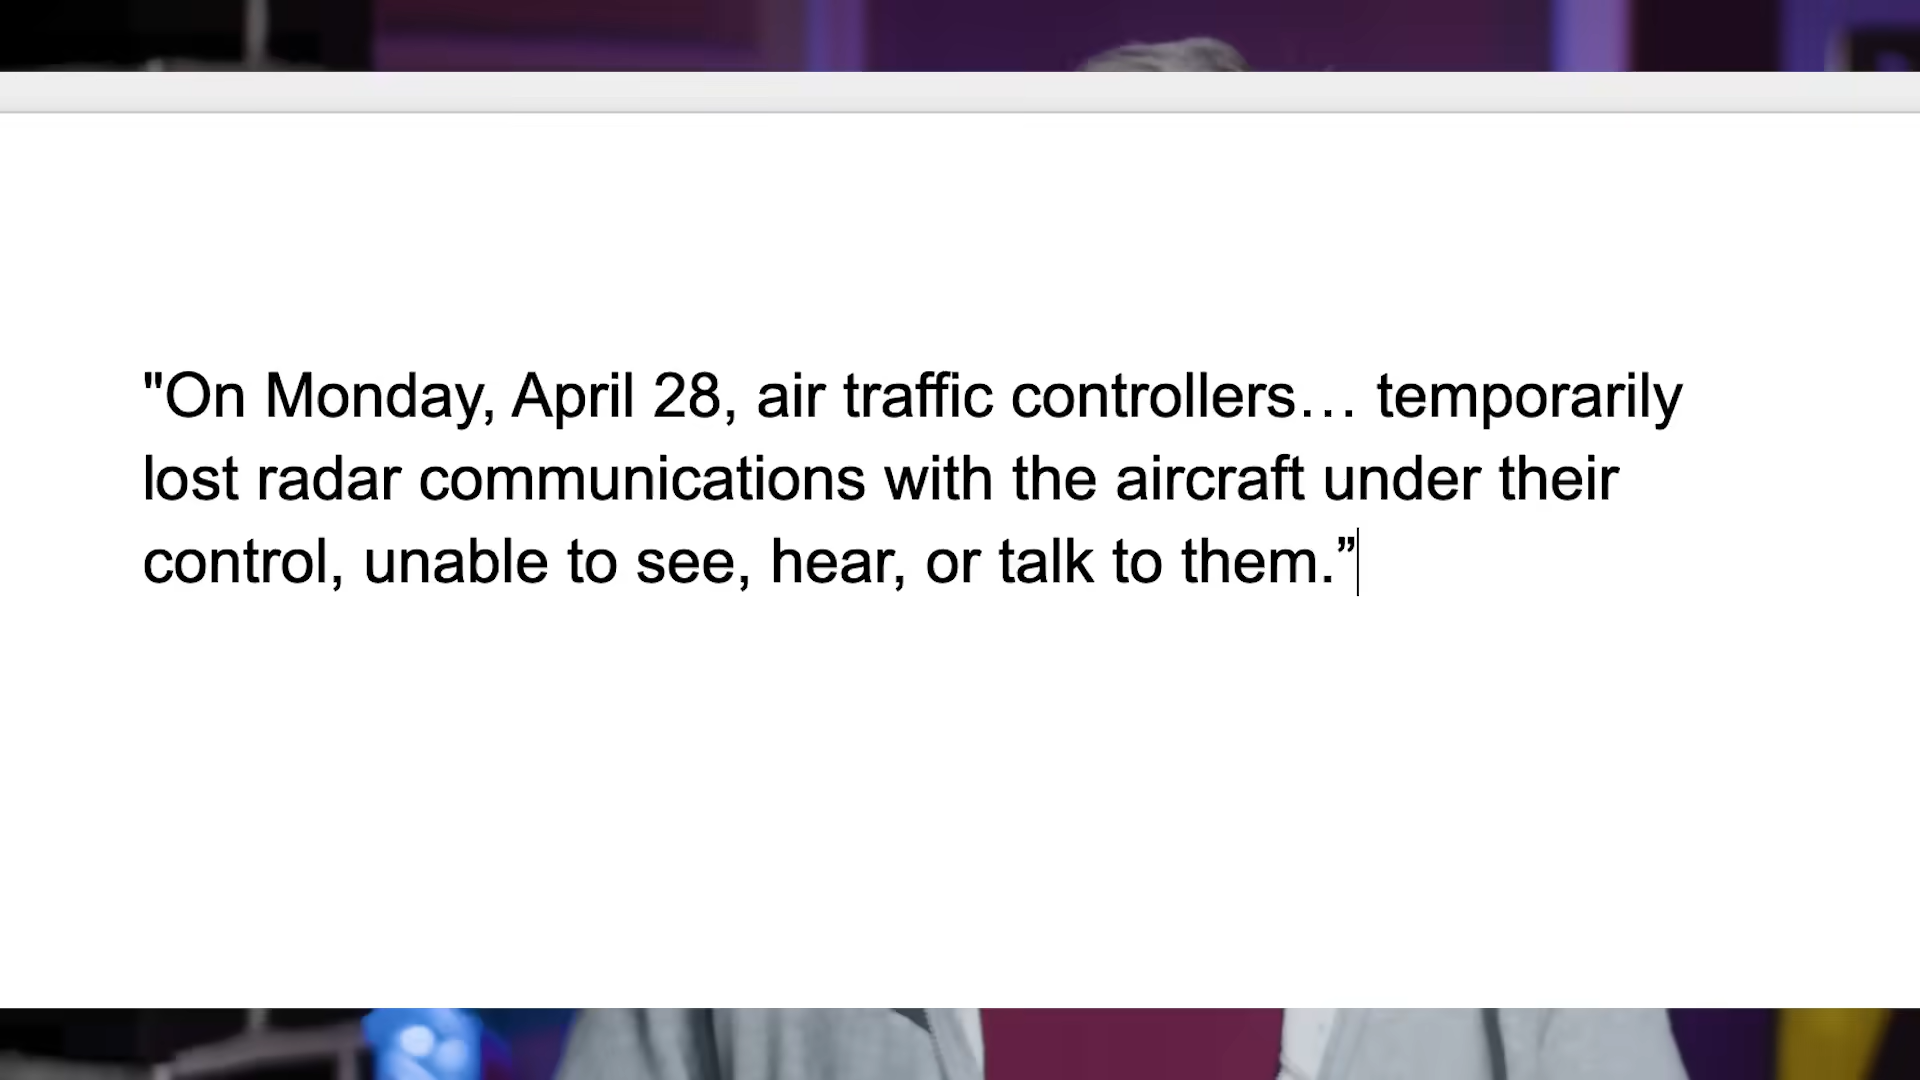 "On Monday, April 28, air traffic controllers… temporarily
lost radar communications with the aircraft under their
control, unable to see, hear, or talk to them.”